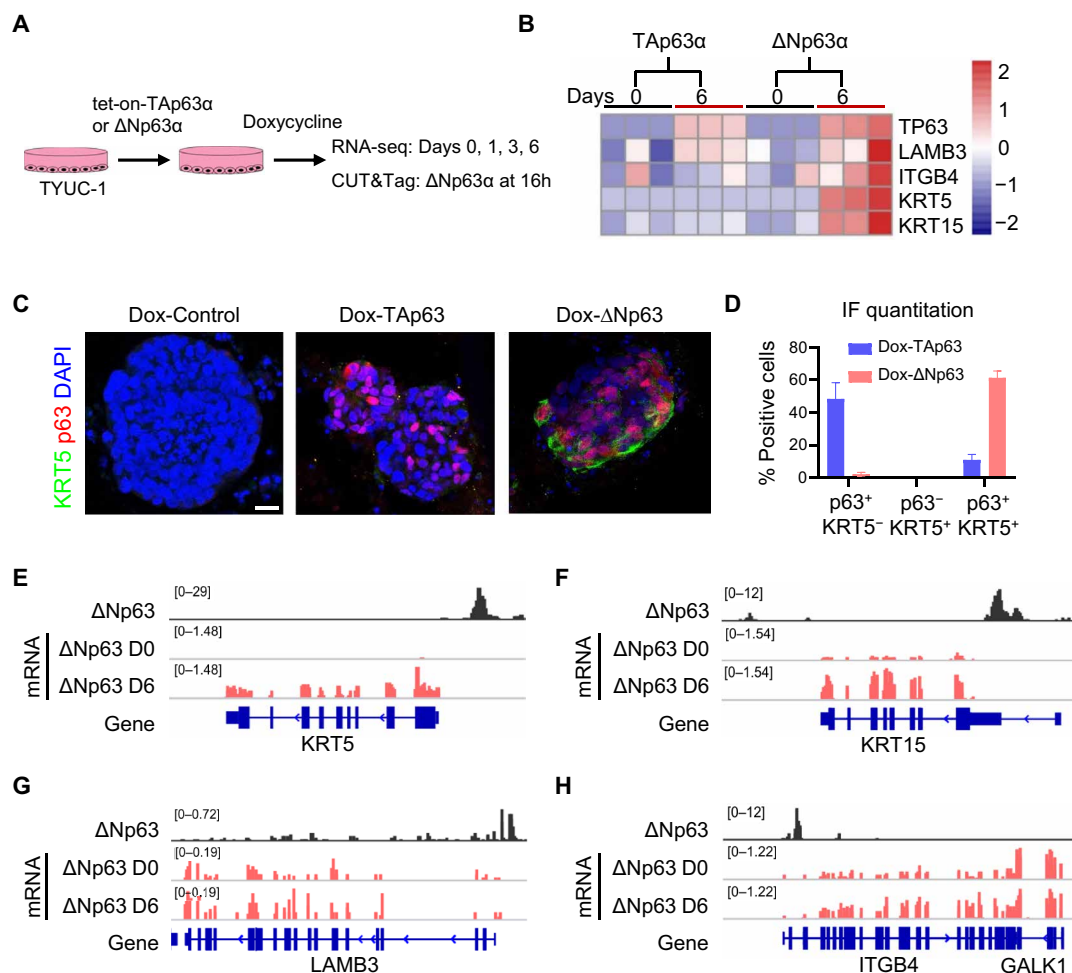 A
tet-on-TAp63α
or ΔNp63α
Doxycycline
RNA-seq: Days 0, 1, 3, 6
CUT&Tag: ΔNp63α at 16h
TYUC-1
B
TAp63α ΔNp63α
Days 0 6 0 6
TP63
LAMB3
ITGB4
KRT5
KRT15
2
1
0
−1
−2
C
Dox-Control Dox-TAp63 Dox-ΔNp63
KRT5 p63 DAPI
D
IF quantitation
Dox-TAp63
Dox-ΔNp63
% Positive cells
80
60
40
20
0
p63⁺ p63⁻ p63⁺
KRT5⁻ KRT5⁺ KRT5⁺
E
ΔNp63 [0–29]
mRNA
ΔNp63 D0 [0–1.48]
ΔNp63 D6 [0–1.48]
Gene
KRT5
F
ΔNp63 [0–12]
mRNA
ΔNp63 D0 [0–1.54]
ΔNp63 D6 [0–1.54]
Gene
KRT15
G
ΔNp63 [0–0.72]
mRNA
ΔNp63 D0 [0–0.19]
ΔNp63 D6 [0–0.19]
Gene
LAMB3
H
ΔNp63 [0–12]
mRNA
ΔNp63 D0 [0–1.22]
ΔNp63 D6 [0–1.22]
Gene
ITGB4 GALK1